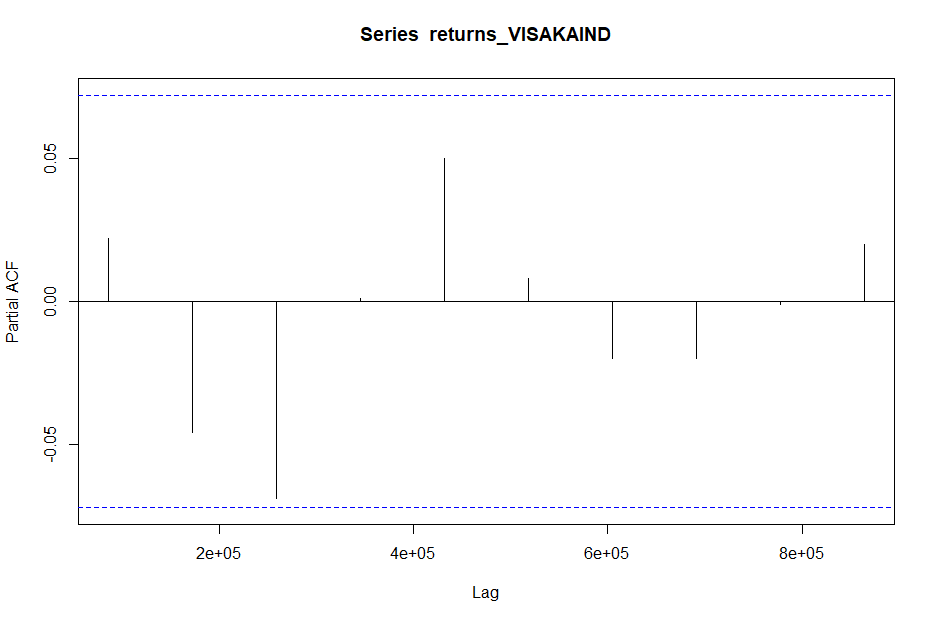 Series returns_VISAKAIND
Partial ACF
0.05
0.00
-0.05
2e+05 4e+05 6e+05 8e+05
Lag